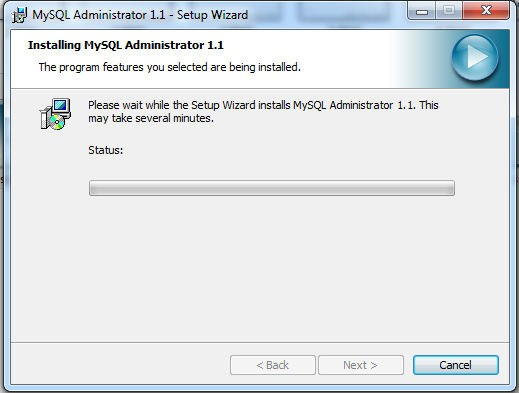 MySQL Administrator 1.1 - Setup Wizard
Installing MySQL Administrator 1.1
The program features you selected are being installed.
Please wait while the Setup Wizard installs MySQL Administrator 1.1. This
may take several minutes.
Status:
< Back
Next >
Cancel